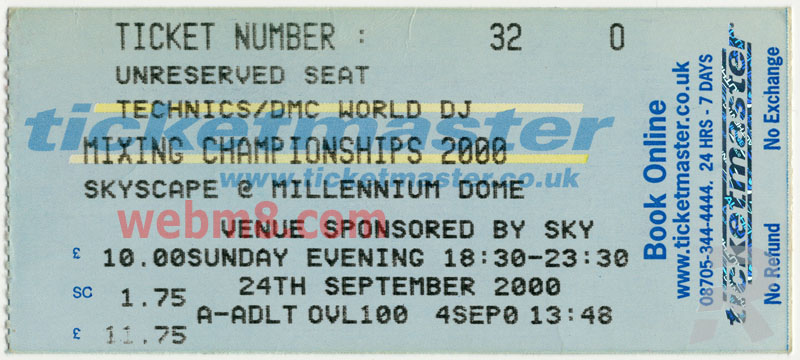 TICKET NUMBER : 32 0
UNRESERVED SEAT
TECHNICS/DMC WORLD DJ
ticketmaster
MIXING CHAMPIONSHIPS 2000
www.ticketmaster.co.uk
SKYSCAPE @ MILLENNIUM DOME
webm8.com
VENUE SPONSORED BY SKY
£ 10.00SUNDAY EVENING 18:30-23:30
SC 1.75 24TH SEPTEMBER 2000
£ 11.75 A-ADLT OVL100 4SEP0 13:48
Book Online
www.ticketmaster.co.uk
08705-344-4444. 24 HRS - 7 DAYS
ticketmaster
No Refund No Exchange